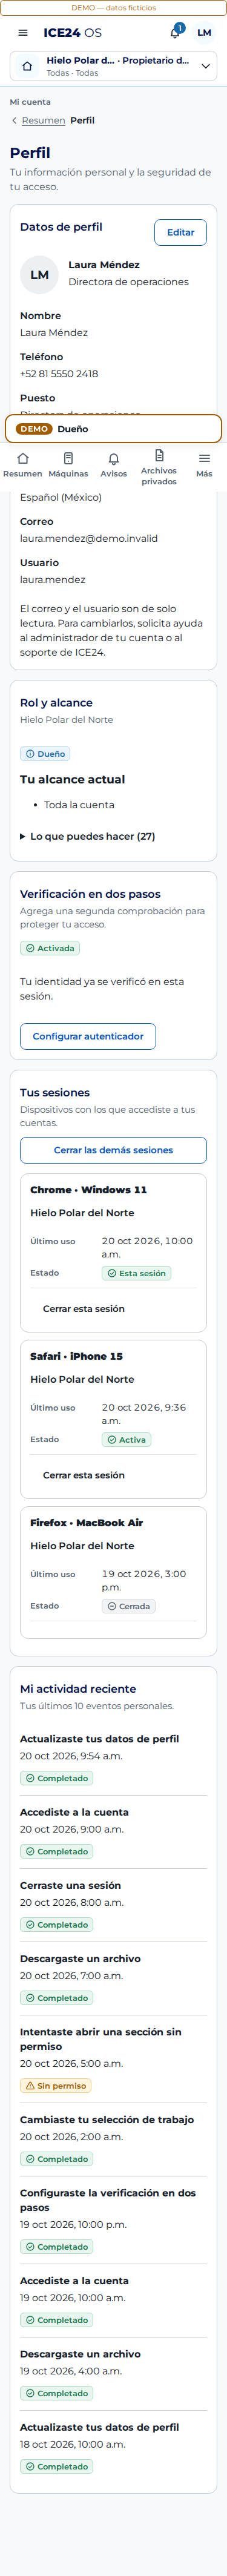 DEMO — datos ficticios
ICE24 OS
1
LM
Hielo Polar d... · Propietario d...
Todas · Todas
Mi cuenta
Resumen Perfil
Perfil
Tu información personal y la seguridad de
tu acceso.
Datos de perfil
Editar
LM
Laura Méndez
Directora de operaciones
Nombre
Laura Méndez
Teléfono
+52 81 5550 2418
Puesto
DEMO Dueño
Resumen
Máquinas
Avisos
Archivos
privados
Más
Español (México)
Correo
laura.mendez@demo.invalid
Usuario
laura.mendez
El correo y el usuario son de solo
lectura. Para cambiarlos, solicita ayuda
al administrador de tu cuenta o al
soporte de ICE24.
Rol y alcance
Hielo Polar del Norte
Dueño
Tu alcance actual
• Toda la cuenta
Lo que puedes hacer (27)
Verificación en dos pasos
Agrega una segunda comprobación para
proteger tu acceso.
Activada
Tu identidad ya se verificó en esta
sesión.
Configurar autenticador
Tus sesiones
Dispositivos con los que accediste a tus
cuentas.
Cerrar las demás sesiones
Chrome · Windows 11
Hielo Polar del Norte
Último uso 20 oct 2026, 10:00
a.m.
Estado Esta sesión
Cerrar esta sesión
Safari · iPhone 15
Hielo Polar del Norte
Último uso 20 oct 2026, 9:36
a.m.
Estado Activa
Cerrar esta sesión
Firefox · MacBook Air
Hielo Polar del Norte
Último uso 19 oct 2026, 3:00
p.m.
Estado Cerrada
Mi actividad reciente
Tus últimos 10 eventos personales.
Actualizaste tus datos de perfil
20 oct 2026, 9:54 a.m.
Completado
Accediste a la cuenta
20 oct 2026, 9:00 a.m.
Completado
Cerraste una sesión
20 oct 2026, 8:00 a.m.
Completado
Descargaste un archivo
20 oct 2026, 7:00 a.m.
Completado
Intentaste abrir una sección sin
permiso
20 oct 2026, 5:00 a.m.
Sin permiso
Cambiaste tu selección de trabajo
20 oct 2026, 2:00 a.m.
Completado
Configuraste la verificación en dos
pasos
19 oct 2026, 10:00 p.m.
Completado
Accediste a la cuenta
19 oct 2026, 10:00 a.m.
Completado
Descargaste un archivo
19 oct 2026, 4:00 a.m.
Completado
Actualizaste tus datos de perfil
18 oct 2026, 10:00 a.m.
Completado